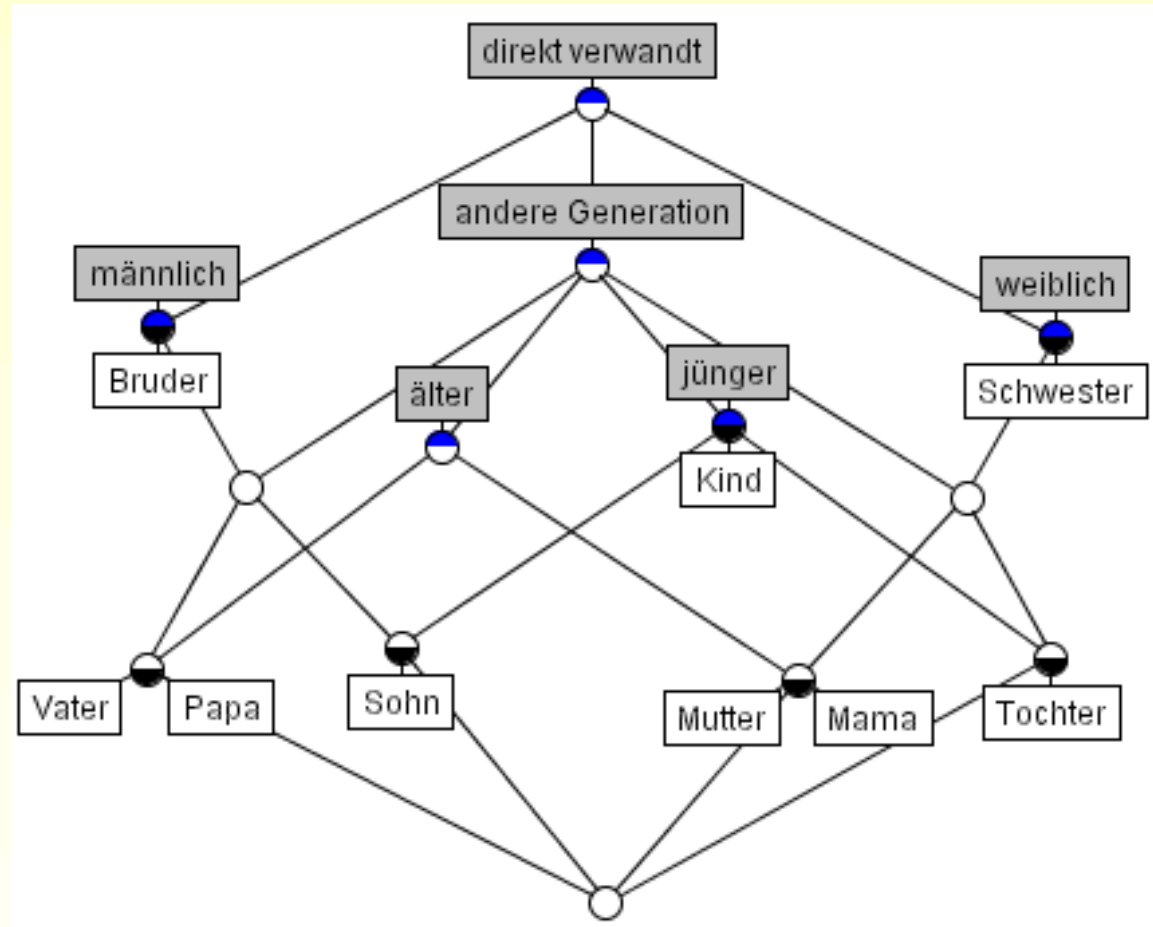 direkt verwandt
andere Generation
männlich
weiblich
Bruder
älter
jünger
Schwester
Kind
Vater
Papa
Sohn
Mutter
Mama
Tochter